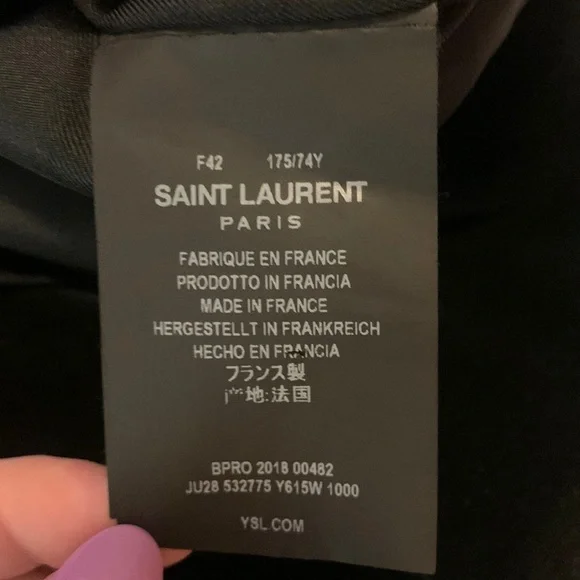 F42 175/74Y
SAINT LAURENT
PARIS
FABRIQUE EN FRANCE
PRODOTTO IN FRANCIA
MADE IN FRANCE
HERGESTELLT IN FRANKREICH
HECHO EN FRANCIA
フランス製
产地:法国
BPRO 2018 00482
JU28 532775 Y615W 1000
YSL.COM